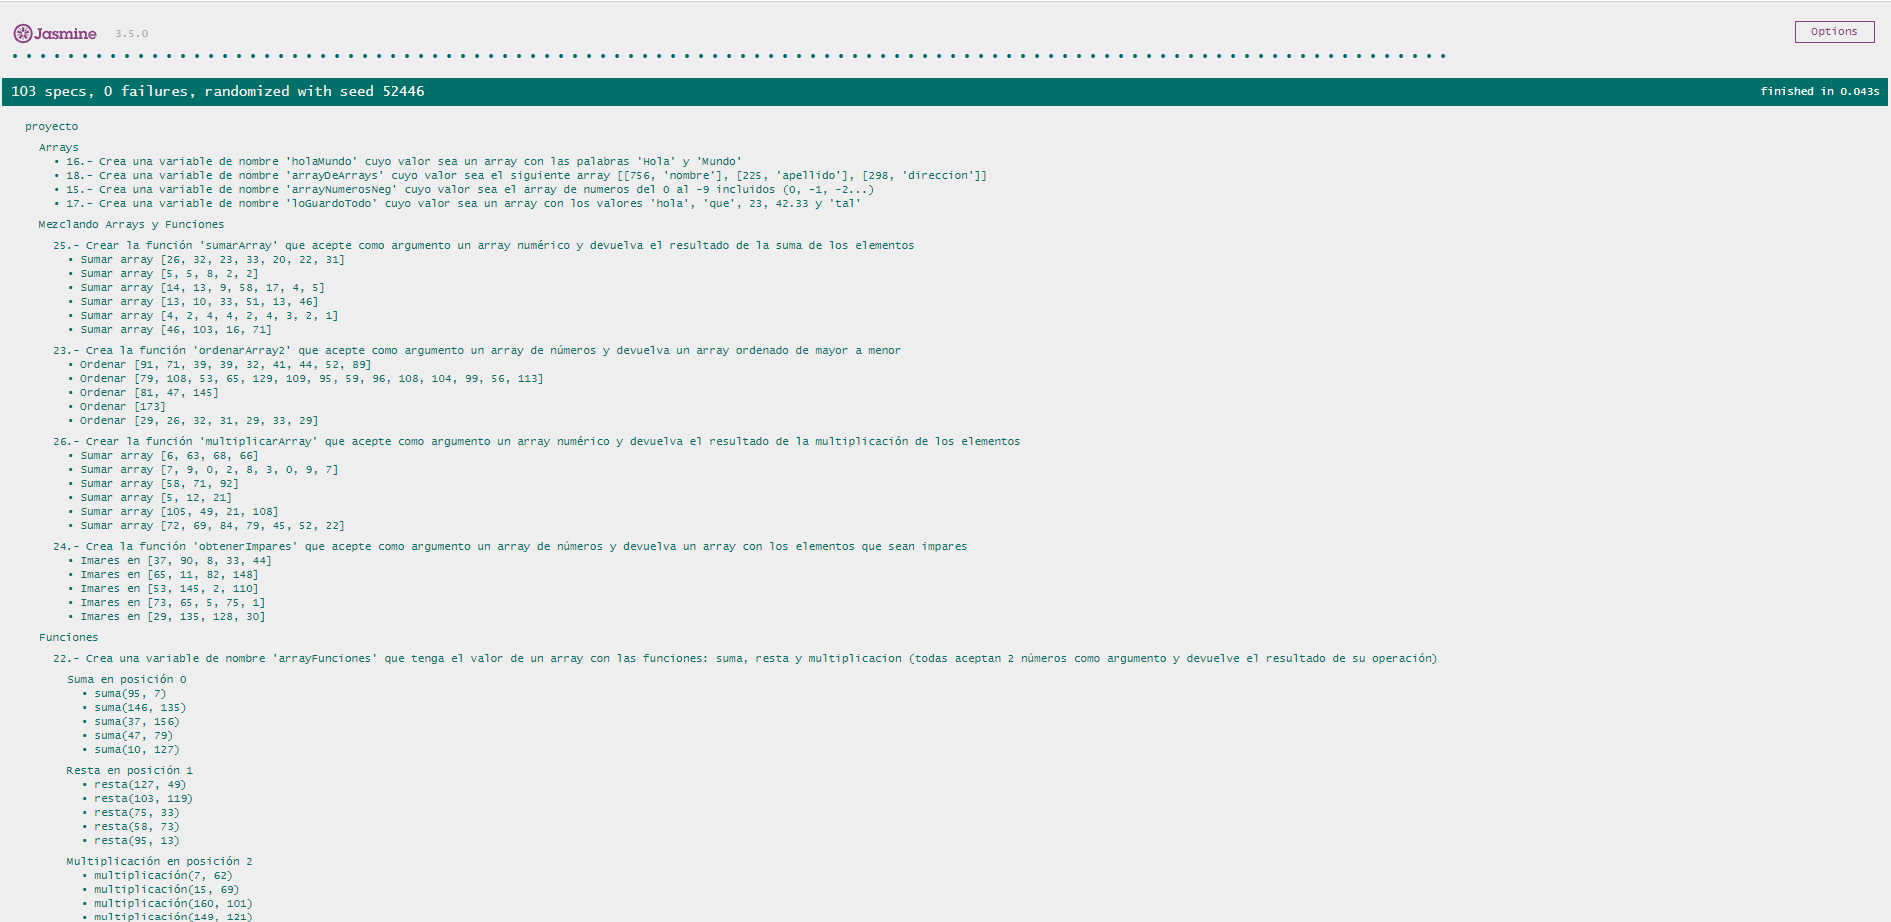 Jasmine 3.5.0
Options
103 specs, 0 failures, randomized with seed 52446
finished in 0.043s
proyecto
Arrays
• 16.- Crea una variable de nombre 'holaMundo' cuyo valor sea un array con las palabras 'Hola' y 'Mundo'
• 18.- Crea una variable de nombre 'arrayDeArrays' cuyo valor sea el siguiente array [[756, 'nombre'], [225, 'apellido'], [298, 'direccion']]
• 15.- Crea una variable de nombre 'arrayNumerosNeg' cuyo valor sea el array de numeros del 0 al -9 incluidos (0, -1, -2...)
• 17.- Crea una variable de nombre 'loGuardoTodo' cuyo valor sea un array con los valores 'hola', 'que', 23, 42.33 y 'tal'
Mezclando Arrays y Funciones
25.- Crear la función 'sumarArray' que acepte como argumento un array numérico y devuelva el resultado de la suma de los elementos
• Sumar array [26, 32, 23, 33, 20, 22, 31]
• Sumar array [5, 5, 8, 2, 2]
• Sumar array [14, 13, 9, 58, 17, 4, 5]
• Sumar array [13, 10, 33, 51, 13, 46]
• Sumar array [4, 2, 4, 4, 2, 4, 3, 2, 1]
• Sumar array [46, 103, 16, 71]
23.- Crea la función 'ordenarArray2' que acepte como argumento un array de números y devuelva un array ordenado de mayor a menor
• Ordenar [91, 71, 39, 39, 32, 41, 44, 52, 89]
• Ordenar [79, 108, 53, 65, 129, 109, 95, 59, 96, 108, 104, 99, 56, 113]
• Ordenar [81, 47, 145]
• Ordenar [173]
• Ordenar [29, 26, 32, 31, 29, 33, 29]
26.- Crear la función 'multiplicarArray' que acepte como argumento un array numérico y devuelva el resultado de la multiplicación de los elementos
• Sumar array [6, 63, 68, 66]
• Sumar array [7, 9, 0, 2, 8, 3, 0, 9, 7]
• Sumar array [58, 71, 92]
• Sumar array [5, 12, 21]
• Sumar array [105, 49, 21, 108]
• Sumar array [72, 69, 84, 79, 45, 52, 22]
24.- Crea la función 'obtenerImpares' que acepte como argumento un array de números y devuelva un array con los elementos que sean impares
• Imares en [37, 90, 8, 33, 44]
• Imares en [65, 11, 82, 148]
• Imares en [53, 145, 2, 110]
• Imares en [73, 65, 5, 75, 1]
• Imares en [29, 135, 128, 30]
Funciones
22.- Crea una variable de nombre 'arrayFunciones' que tenga el valor de un array con las funciones: suma, resta y multiplicacion (todas aceptan 2 números como argumento y devuelve el resultado de su operación)
Suma en posición 0
• suma(95, 7)
• suma(146, 135)
• suma(37, 156)
• suma(47, 79)
• suma(10, 127)
Resta en posición 1
• resta(127, 49)
• resta(103, 119)
• resta(75, 33)
• resta(58, 73)
• resta(95, 13)
Multiplicación en posición 2
• multiplicación(7, 62)
• multiplicación(15, 69)
• multiplicación(160, 101)
• multiplicación(149, 121)